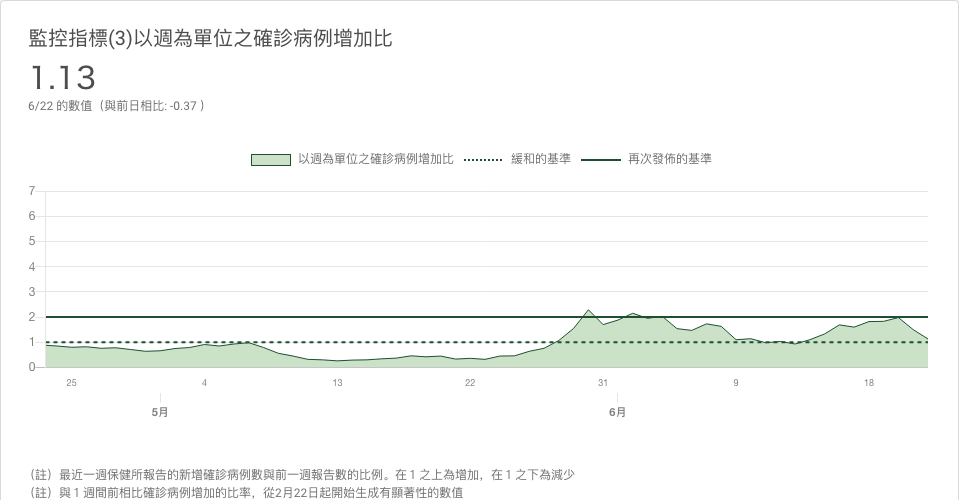 監控指標(3)以週為單位之確診病例增加比
1.13
6/22 的數值（與前日相比: -0.37 ）
以週為單位之確診病例增加比 緩和的基準 再次發佈的基準
7
6
5
4
3
2
1
0
25 4 13 22 31 9 18
5月 6月
（註）最近一週保健所報告的新增確診病例數與前一週報告數的比例。在１之上為增加，在１之下為減少
（註）與１週間前相比確診病例增加的比率，從2月22日起開始生成有顯著性的數值